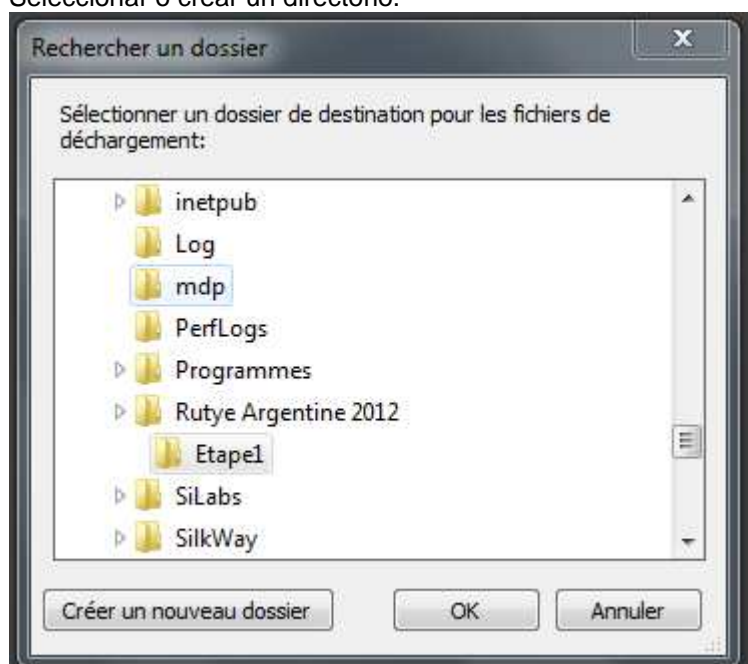 Seleccionar o crear un directorio.
Rechercher un dossier
Sélectionner un dossier de destination pour les fichiers de
déchargement:
inetpub
Log
mdp
PerfLogs
Programmes
Rutye Argentine 2012
Etape1
SiLabs
SilkWay
Créer un nouveau dossier
OK
Annuler